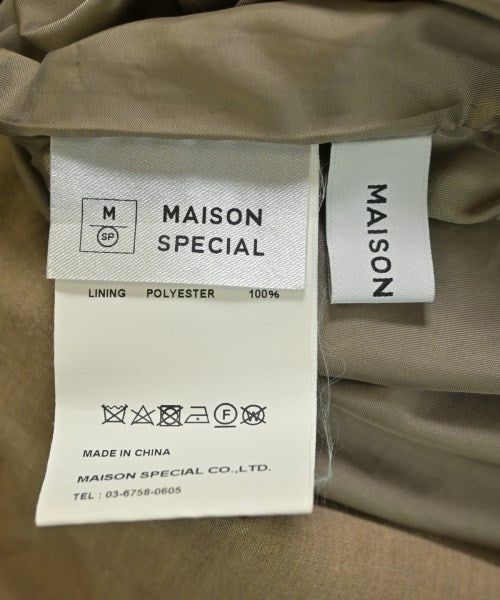 M
SP
MAISON
SPECIAL
MAISON
LINING POLYESTER 100%
F
W
MADE IN CHINA
MAISON SPECIAL CO.,LTD.
TEL : 03-6758-0605